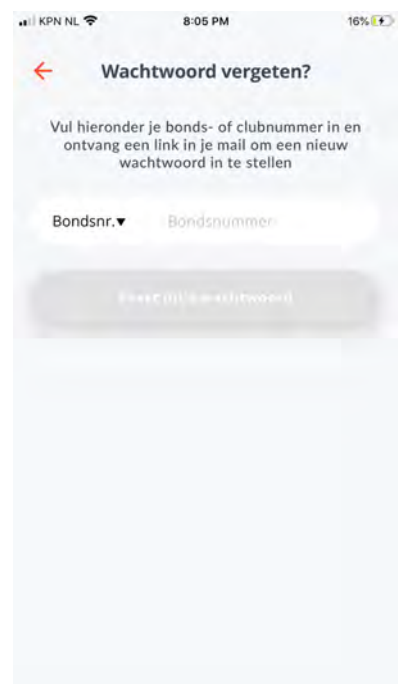 KPN NL 8:05 PM 16%
Wachtwoord vergeten?
Vul hieronder je bonds- of clubnummer in en
ontvang een link in je mail om een nieuw
wachtwoord in te stellen
Bondsnr.▾ Bondsnummer
wachtwoord